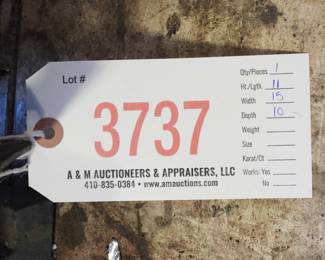 Lot #
3737
A & M AUCTIONEERS & APPRAISERS, LLC
410-835-0384 • www.amauctions.com
Qty/Pieces 1
Ht./Lgth. 11
Width 15
Depth 10
Weight
Size
Karat/Ct
Works: Yes
No